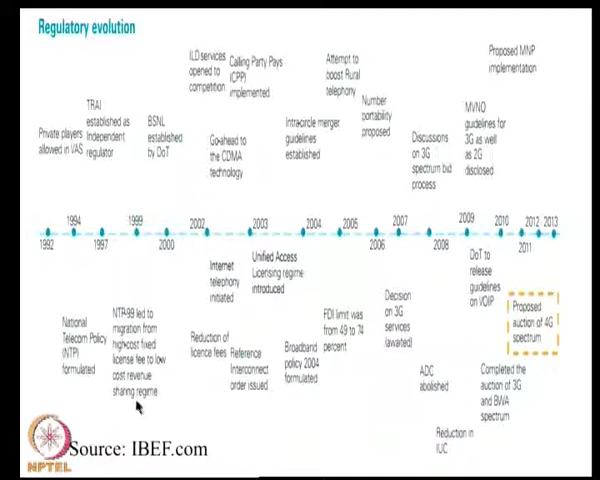 Regulatory evolution
ILD services
opened to
competition
Calling Party Pays
(CPP)
implemented
Attempt to
boost Rural
telephony
Proposed MNP
implementation
Private players
allowed in VAS
TRAI
established as
Independent
regulator
BSNL
established
by DoT
Go-ahead to
the CDMA
technology
Intra-circle merger
guidelines
established
Number
portability
proposed
Discussions
on 3G
spectrum bid
process
MVNO
guidelines for
3G as well
as 2G
disclosed
1994 1999 2002 2003 2004 2005 2007 2009 2010 2012 2013
1992 1997 2000 2006 2008 2011
Internet
telephony
initiated
Unified Access
Licensing regime
introduced
DoT to
release
guidelines
on VOIP
National
Telecom Policy
(NTP)
formulated
NTP-99 led to
migration from
high-cost fixed
license fee to low
cost revenue
sharing regime
Reduction of
licence fees
Reference
Interconnect
order issued
Broadband
policy 2004
formulated
FDI limit was
from 49 to 74
percent
Decision
on 3G
services
(awaited)
Proposed
auction of 4G
spectrum
ADC
abolished
Completed the
auction of 3G
and BWA
spectrum
Reduction in
IUC
Source: IBEF.com
NPTEL